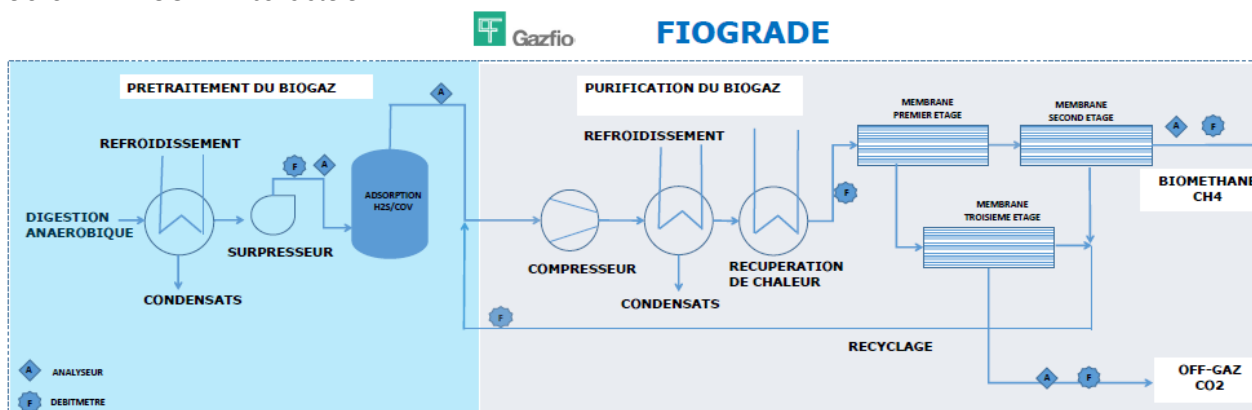 Gazfio
FIOGRADE
PRETRAITEMENT DU BIOGAZ
PURIFICATION DU BIOGAZ
A
REFROIDISSEMENT
F
A
ADSORPTION
H2S/COV
DIGESTION
ANAEROBIQUE
SURPRESSEUR
CONDENSATS
REFROIDISSEMENT
COMPRESSEUR
CONDENSATS
RECUPERATION
DE CHALEUR
F
MEMBRANE
PREMIER ETAGE
MEMBRANE
SECOND ETAGE
A
F
BIOMETHANE
CH4
MEMBRANE
TROISIEME ETAGE
F
RECYCLAGE
A
F
OFF-GAZ
CO2
A
ANALYSEUR
F
DEBITMETRE